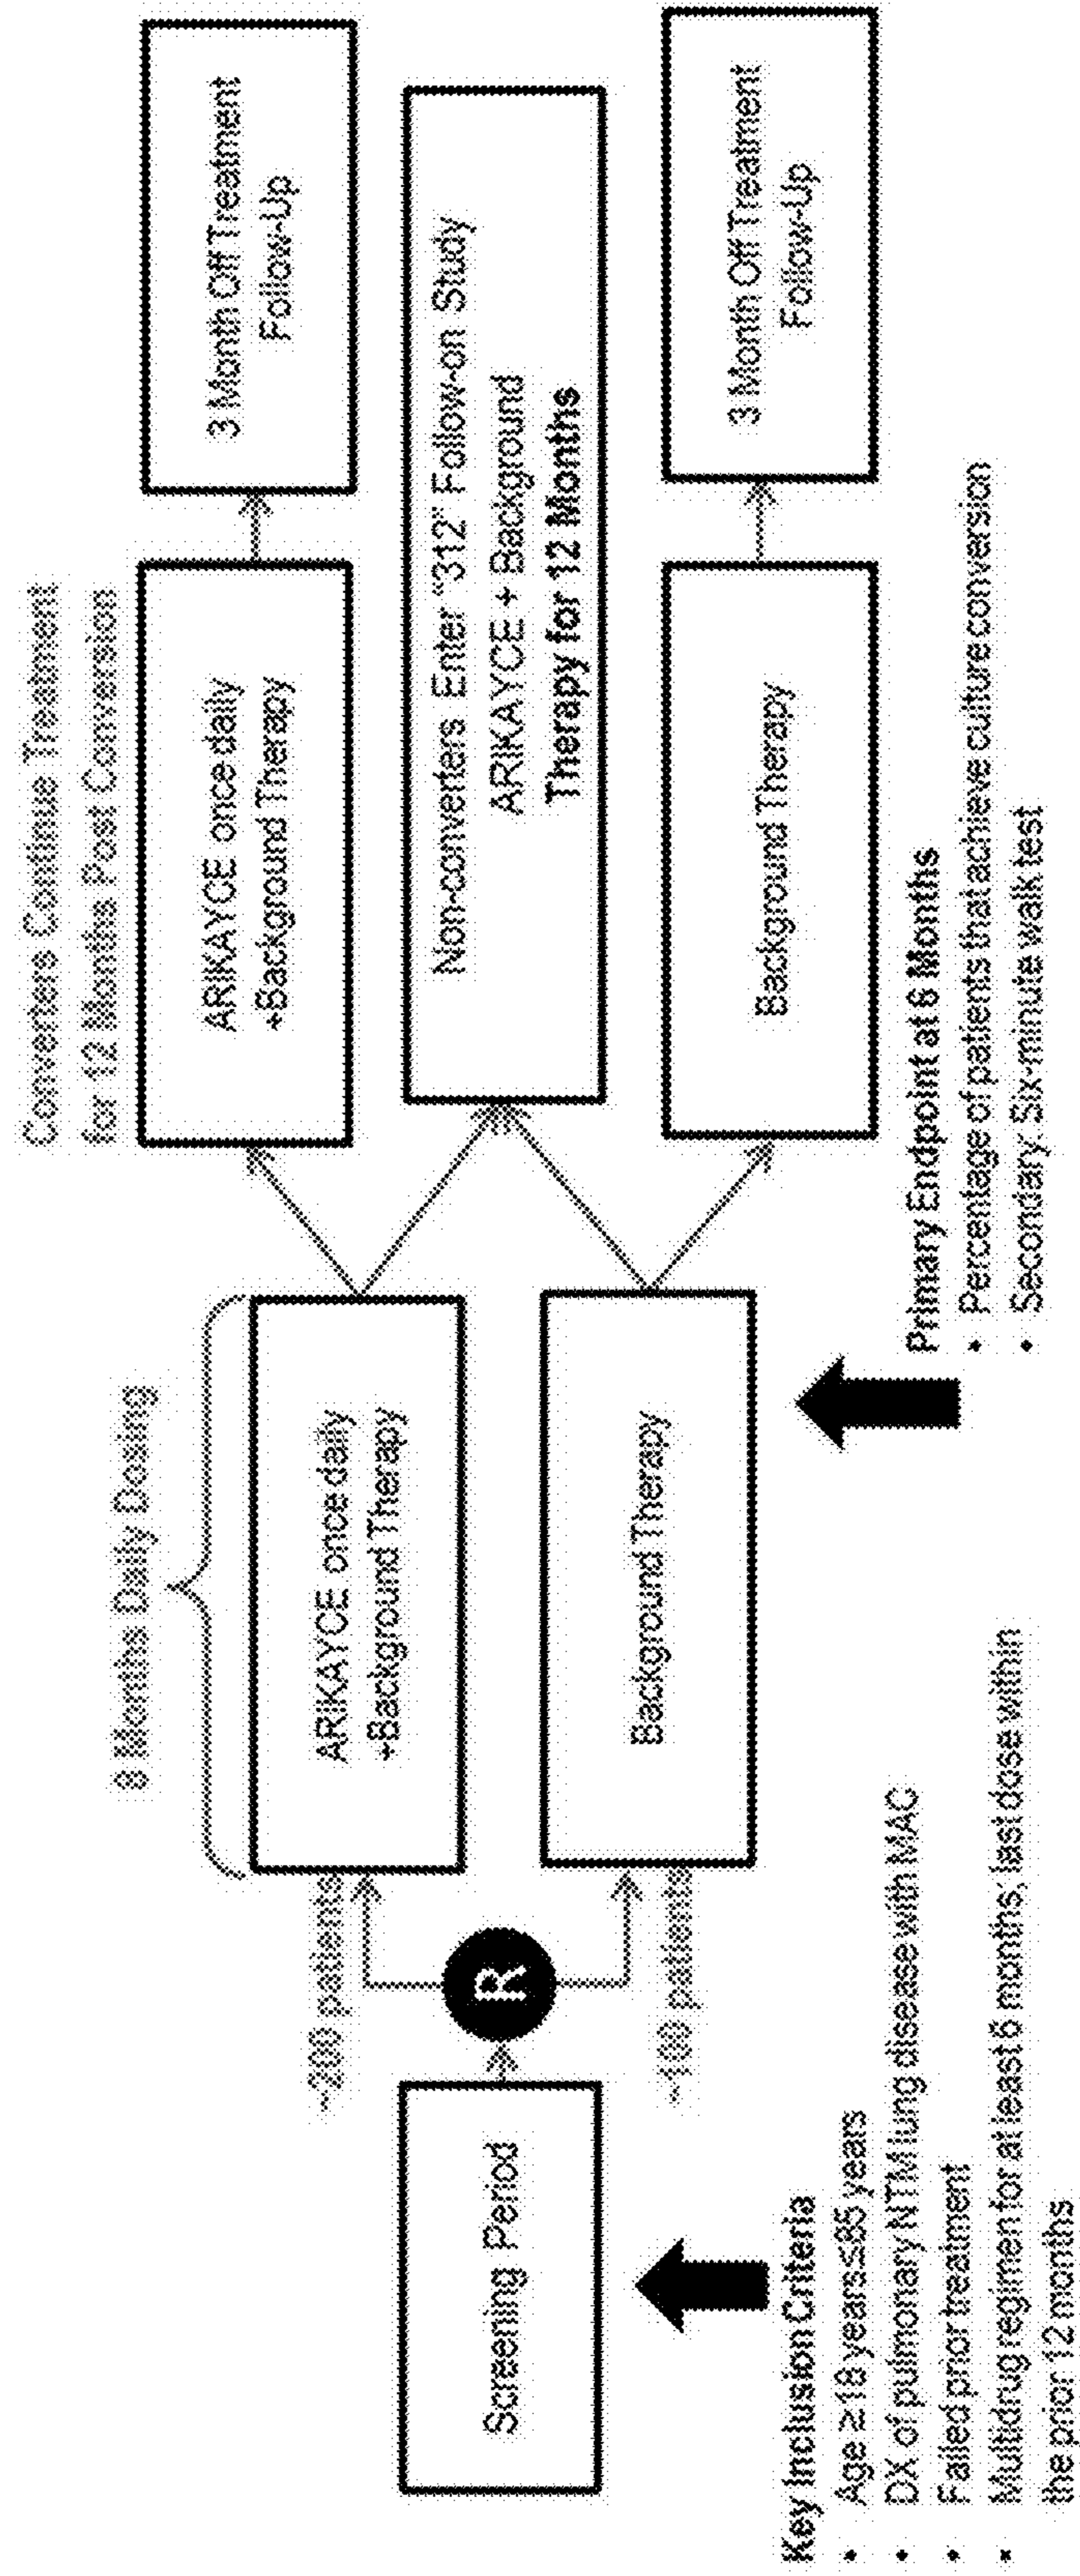 8 Months Daily Dosing
Converters Continue Treatment
for 12 Months Post Conversion
~200 patients
ARIKAYCE once daily
+Background Therapy
ARIKAYCE once daily
+Background Therapy
3 Month Off Treatment
Follow-Up
Screening Period
R
Non-converters Enter "312" Follow-on Study
ARIKAYCE + Background
Therapy for 12 Months
~100 patients
Background Therapy
Background Therapy
3 Month Off Treatment
Follow-Up
Key Inclusion Criteria
• Age ≥ 18 years≤85 years
• DX of pulmonary NTM lung disease with MAC
• Failed prior treatment
• Multidrug regiment for at least 6 months; last dose within
the prior 12 months
Primary Endpoint at 6 Months
• Percentage of patients that achieve culture conversion
• Secondary: Six-minute walk test